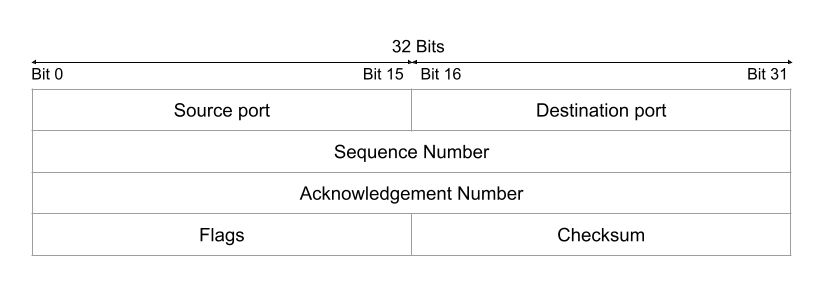 32 Bits
Bit 0 Bit 15 Bit 16 Bit 31
Source port Destination port
Sequence Number
Acknowledgement Number
Flags Checksum